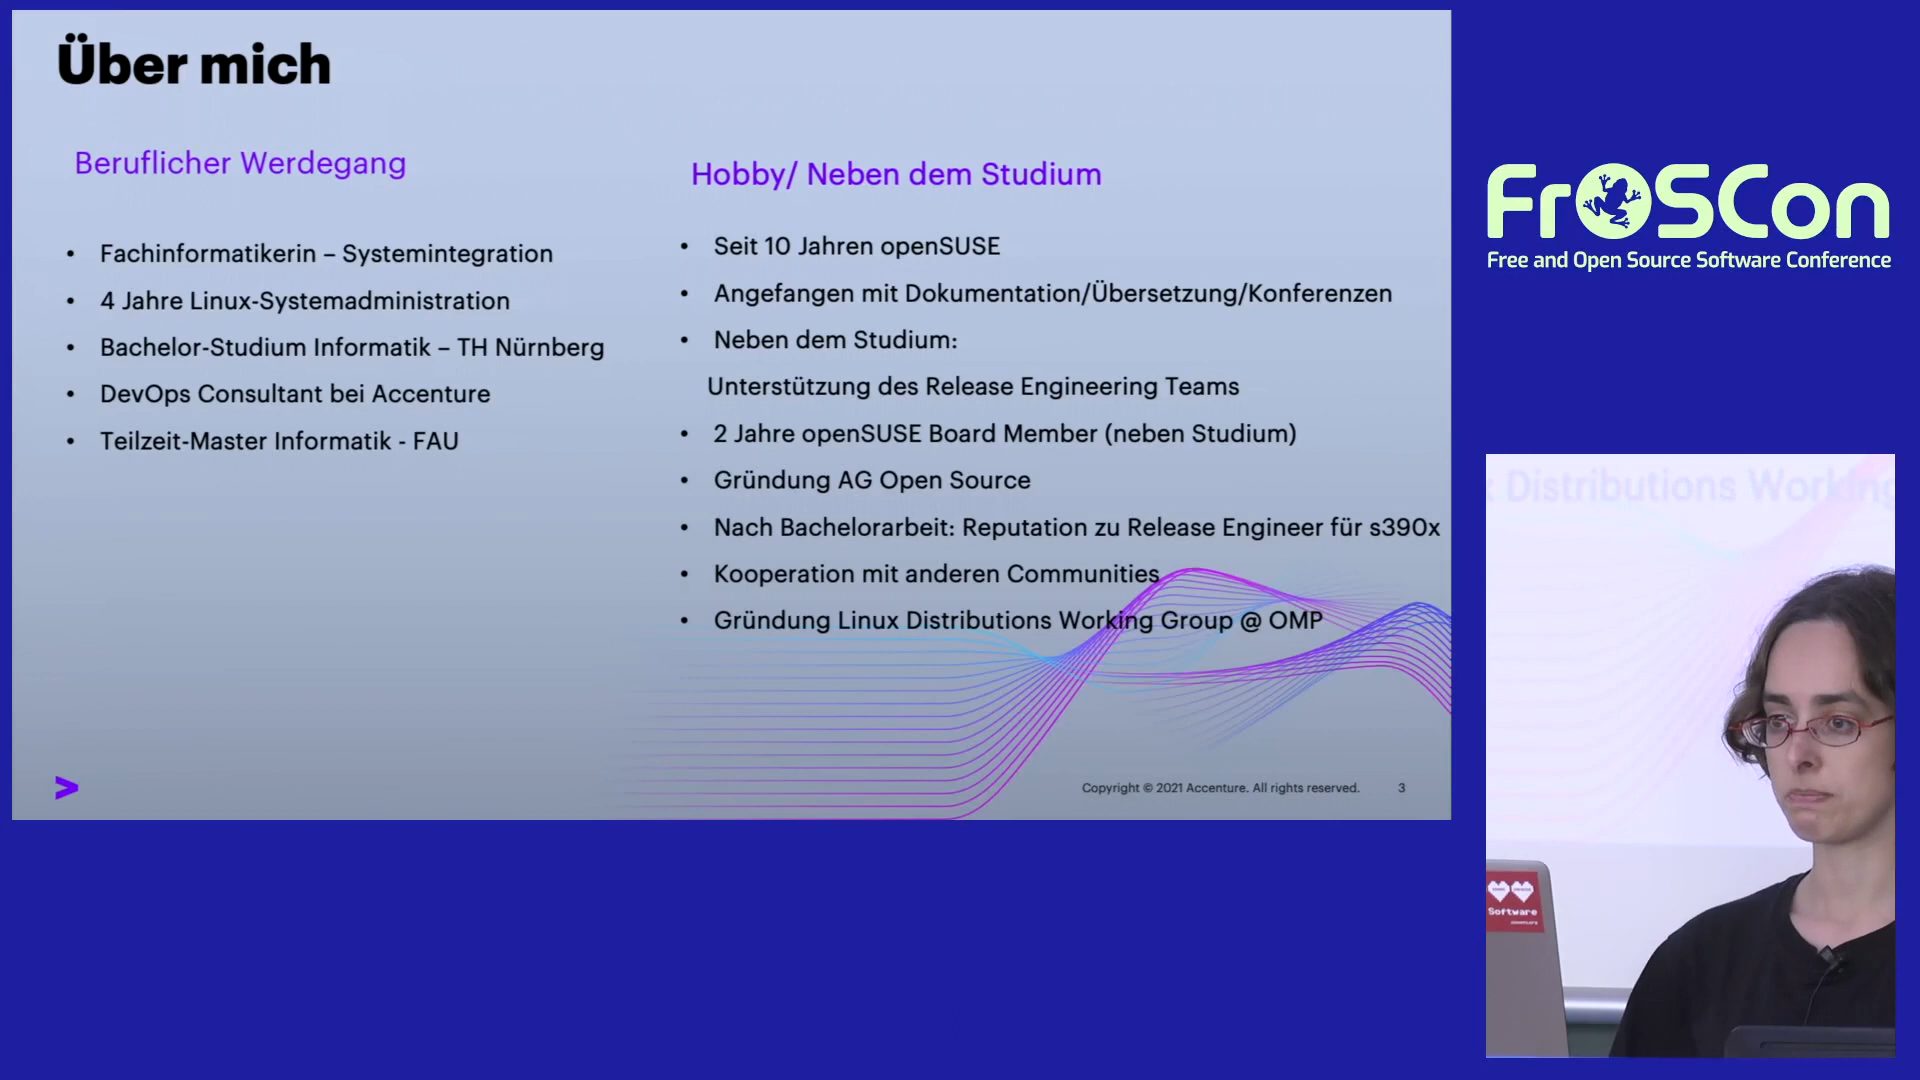 Über mich
Beruflicher Werdegang
• Fachinformatikerin – Systemintegration
• 4 Jahre Linux-Systemadministration
• Bachelor-Studium Informatik – TH Nürnberg
• DevOps Consultant bei Accenture
• Teilzeit-Master Informatik - FAU
Hobby/ Neben dem Studium
• Seit 10 Jahren openSUSE
• Angefangen mit Dokumentation/Übersetzung/Konferenzen
• Neben dem Studium:
Unterstützung des Release Engineering Teams
• 2 Jahre openSUSE Board Member (neben Studium)
• Gründung AG Open Source
• Nach Bachelorarbeit: Reputation zu Release Engineer für s390x
• Kooperation mit anderen Communities
• Gründung Linux Distributions Working Group @ OMP
>
Copyright © 2021 Accenture. All rights reserved. 3
FrOSCon
Free and Open Source Software Conference
Distributions Working
Software